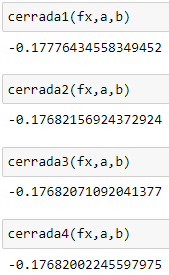 cerrada1(fx,a,b)
-0.17776434558349452
cerrada2(fx,a,b)
-0.17682156924372924
cerrada3(fx,a,b)
-0.17682071092041377
cerrada4(fx,a,b)
-0.17682002245597975